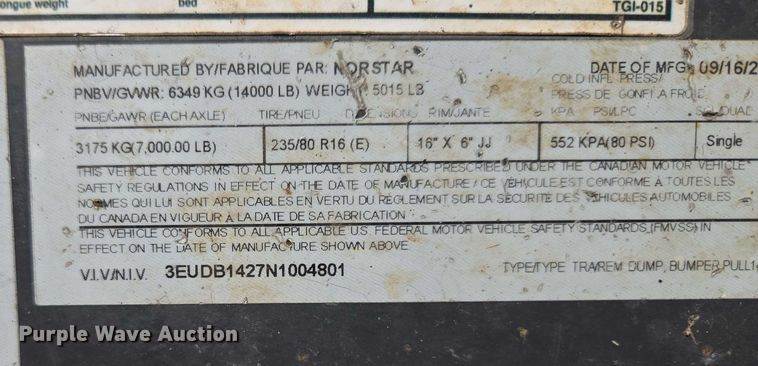 ongue weight bed TGI-015
MANUFACTURED BY/FABRIQUE PAR: NORSTAR DATE OF MFG: 09/16/2
COLD INFL. PRESS/
PNBV/GVWR: 6349 KG (14000 LB) WEIGH 5015 LB PRESS DE GONFL A FROID
PNBE/GAWR (EACH AXLE) TIRE/PNEU DIMENSIONS RIM/JANTE KPA PSI/LPC
3175 KG(7,000.00 LB) 235/80 R16 (E) 16" X 6" JJ 552 KPA(80 PSI) Single
THIS VEHICLE CONFORMS TO ALL APPLICABLE STANDARDS PRESCRIBED UNDER THE CANADIAN MOTOR VEHICLE
SAFETY REGULATIONS IN EFFECT ON THE DATE OF MANUFACTURE / CE VEHICULE EST CONFORME À TOUTES LES
NORMES QUI LUI SONT APPLICABLES EN VERTU DU REGLEMENT SUR LA SECURITE DES VEHICULES AUTOMOBILES
DU CANADA EN VIGUEUR À LA DATE DE SA FABRICATION
THIS VEHICLE CONFORMS TO ALL APPLICABLE U.S. FEDERAL MOTOR VEHICLE SAFETY STANDARDS (FMVSS) IN
EFFECT ON THE DATE OF MANUFACTURE SHOWN ABOVE
V.I.V/N.I.V. 3EUDB1427N1004801 TYPE/TYPE TRA/REM DUMP, BUMPER PULL1
Purple Wave Auction